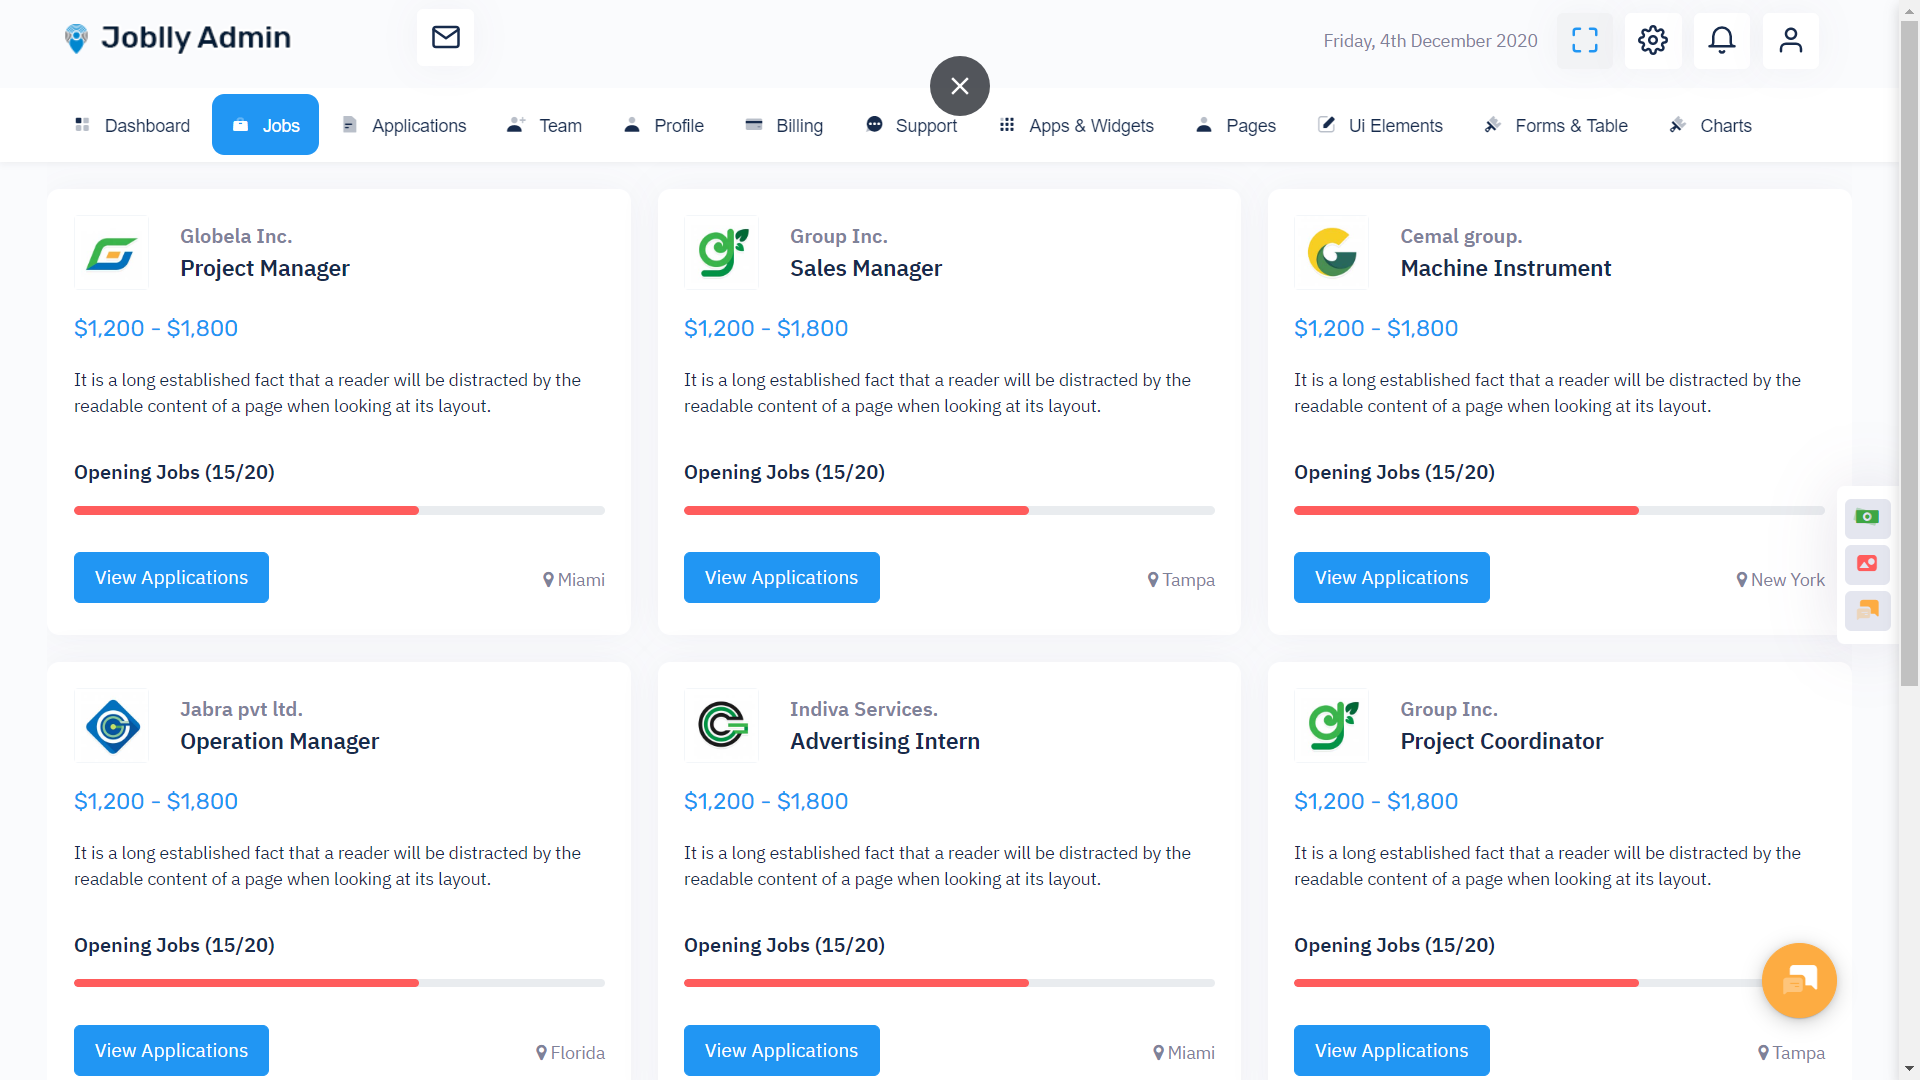 Joblly Admin
Friday, 4th December 2020
Dashboard
Jobs
Applications
Team
Profile
Billing
Support
Apps & Widgets
Pages
Ui Elements
Forms & Table
Charts
Globela Inc.
Project Manager
$1,200 - $1,800
It is a long established fact that a reader will be distracted by the
readable content of a page when looking at its layout.
Opening Jobs (15/20)
View Applications
Miami
Group Inc.
Sales Manager
$1,200 - $1,800
It is a long established fact that a reader will be distracted by the
readable content of a page when looking at its layout.
Opening Jobs (15/20)
View Applications
Tampa
Cemal group.
Machine Instrument
$1,200 - $1,800
It is a long established fact that a reader will be distracted by the
readable content of a page when looking at its layout.
Opening Jobs (15/20)
View Applications
New York
Jabra pvt ltd.
Operation Manager
$1,200 - $1,800
It is a long established fact that a reader will be distracted by the
readable content of a page when looking at its layout.
Opening Jobs (15/20)
View Applications
Florida
Indiva Services.
Advertising Intern
$1,200 - $1,800
It is a long established fact that a reader will be distracted by the
readable content of a page when looking at its layout.
Opening Jobs (15/20)
View Applications
Miami
Group Inc.
Project Coordinator
$1,200 - $1,800
It is a long established fact that a reader will be distracted by the
readable content of a page when looking at its layout.
Opening Jobs (15/20)
View Applications
Tampa